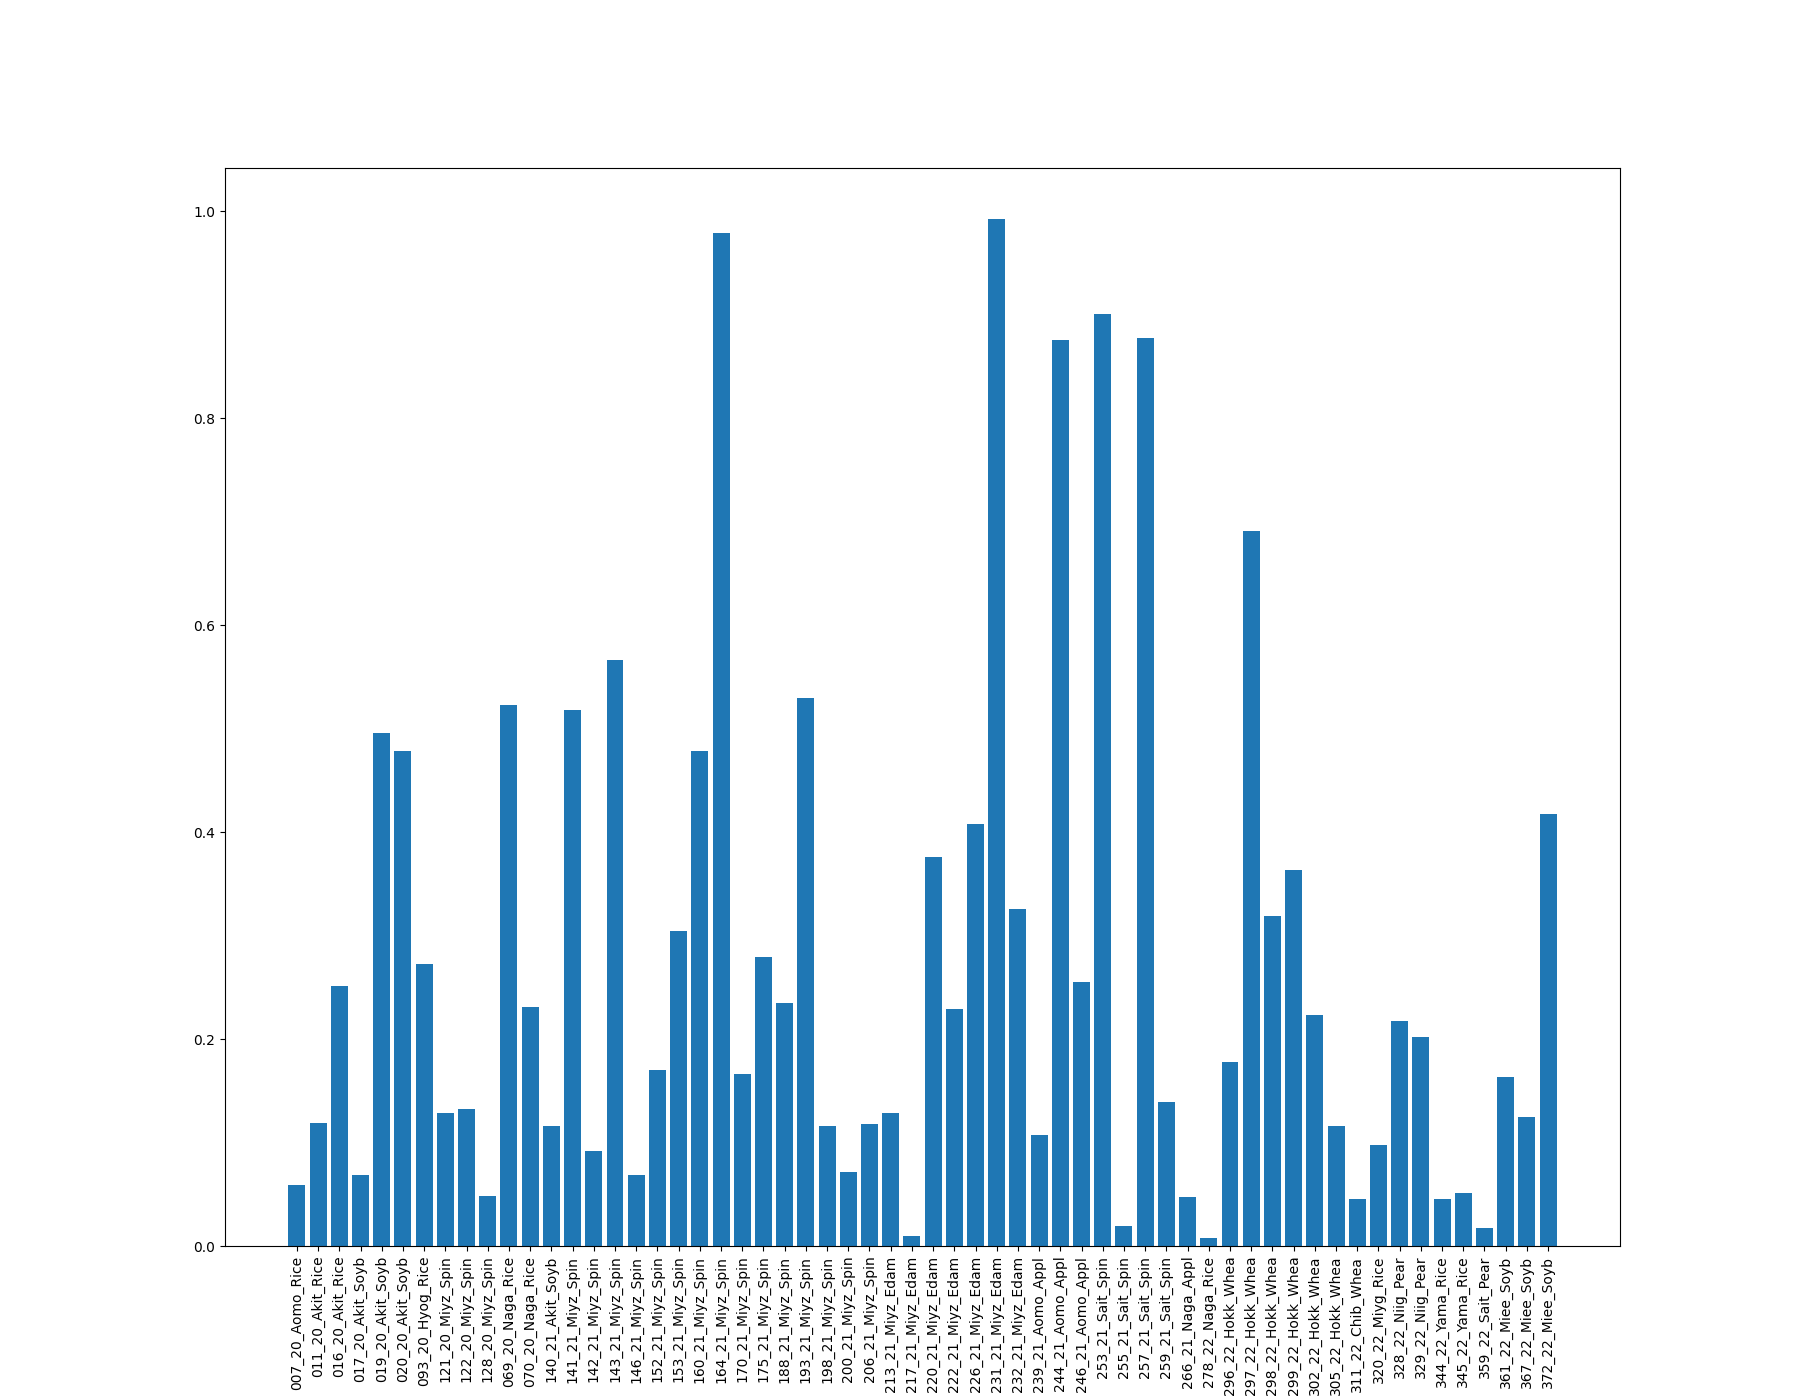 1.0
0.8
0.6
0.4
0.2
0.0
007_20_Aomo_Rice
011_20_Akit_Rice
016_20_Akit_Rice
017_20_Akit_Soyb
019_20_Akit_Soyb
020_20_Akit_Soyb
093_20_Hyog_Rice
121_20_Miyz_Spin
122_20_Miyz_Spin
128_20_Miyz_Spin
069_20_Naga_Rice
070_20_Naga_Rice
140_21_Akit_Soyb
141_21_Miyz_Spin
142_21_Miyz_Spin
143_21_Miyz_Spin
146_21_Miyz_Spin
152_21_Miyz_Spin
153_21_Miyz_Spin
160_21_Miyz_Spin
164_21_Miyz_Spin
170_21_Miyz_Spin
175_21_Miyz_Spin
188_21_Miyz_Spin
193_21_Miyz_Spin
198_21_Miyz_Spin
200_21_Miyz_Spin
206_21_Miyz_Spin
213_21_Miyz_Edam
217_21_Miyz_Edam
220_21_Miyz_Edam
222_21_Miyz_Edam
226_21_Miyz_Edam
231_21_Miyz_Edam
232_21_Miyz_Edam
239_21_Aomo_Appl
244_21_Aomo_Appl
246_21_Aomo_Appl
253_21_Sait_Spin
255_21_Sait_Spin
257_21_Sait_Spin
259_21_Sait_Spin
266_21_Naga_Appl
278_22_Naga_Rice
296_22_Hokk_Whea
297_22_Hokk_Whea
298_22_Hokk_Whea
299_22_Hokk_Whea
302_22_Hokk_Whea
305_22_Hokk_Whea
311_22_Chib_Whea
320_22_Miyg_Rice
328_22_Niig_Pear
329_22_Niig_Pear
344_22_Yama_Rice
345_22_Yama_Rice
359_22_Sait_Pear
361_22_Miee_Soyb
367_22_Miee_Soyb
372_22_Miee_Soyb